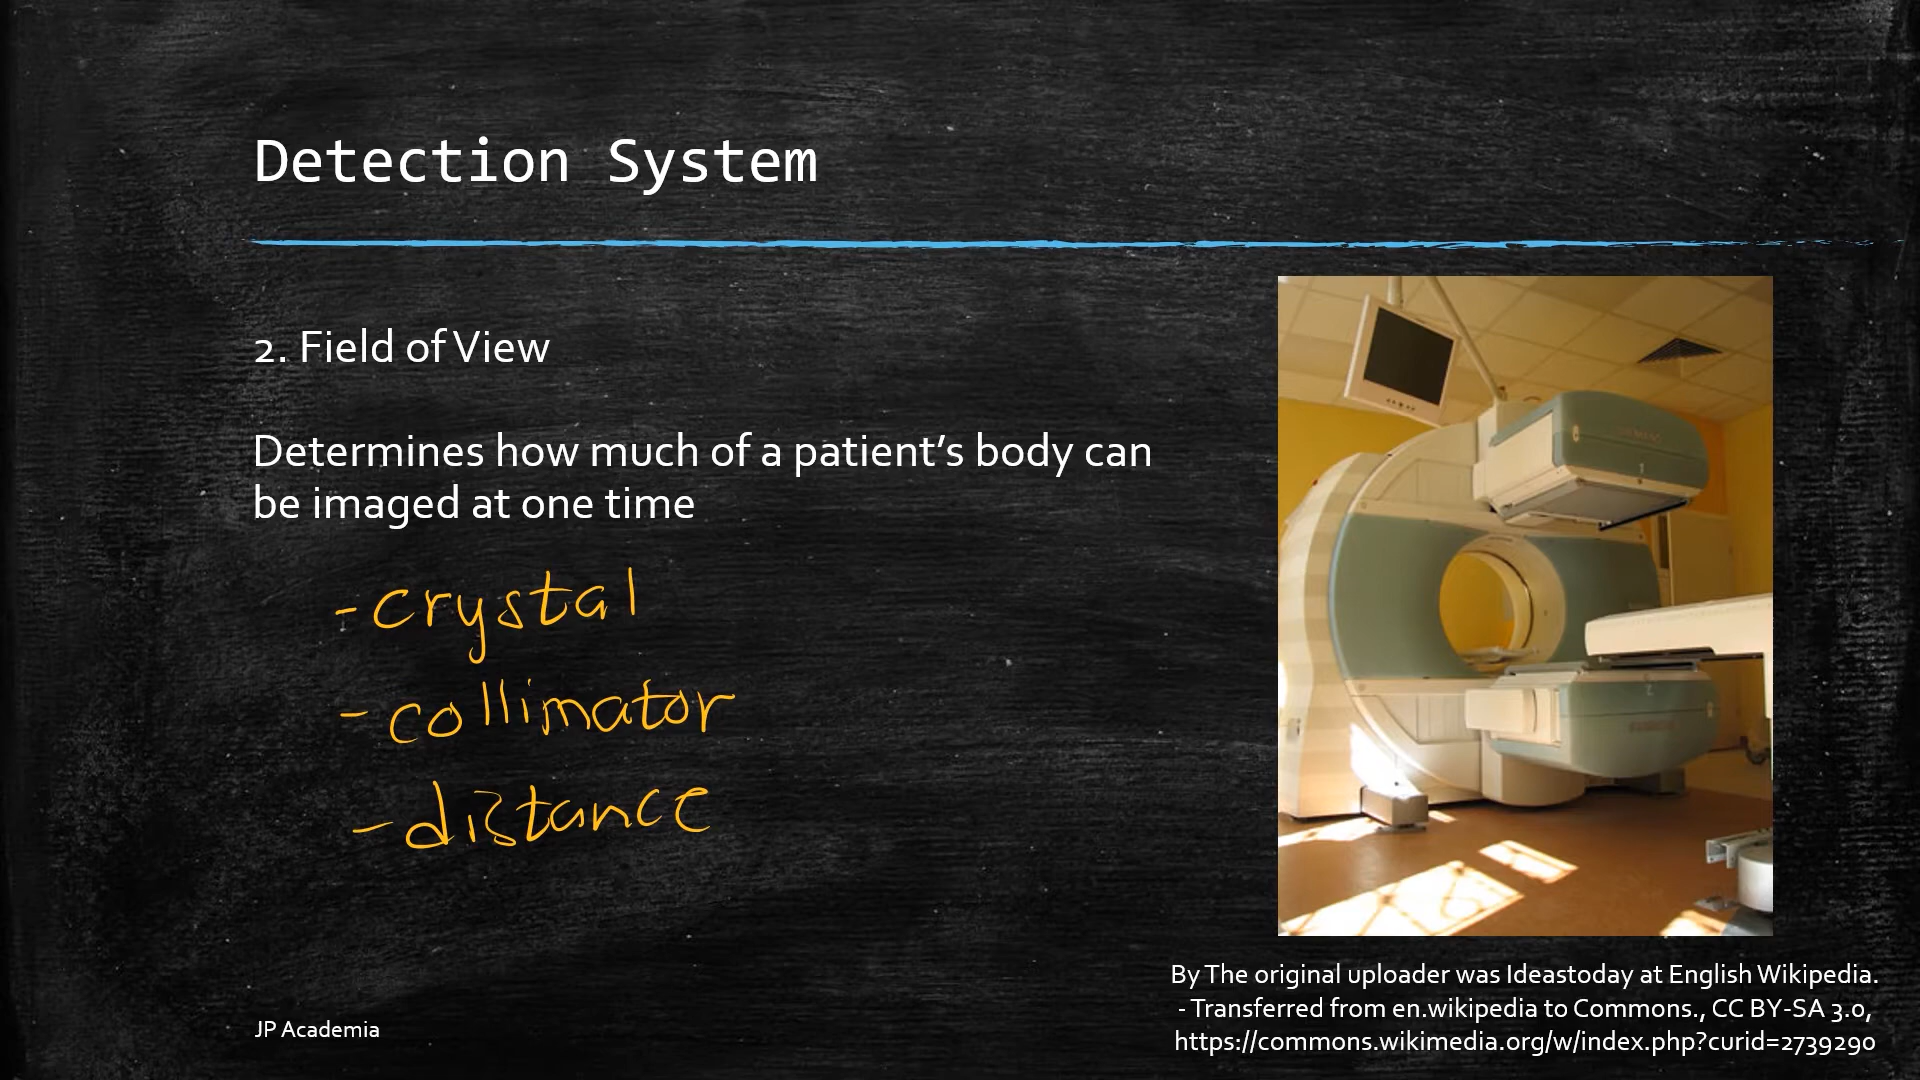 Detection System
2. Field of View
Determines how much of a patient's body can
be imaged at one time
- crystal
- collimator
- distance
By The original uploader was Ideastoday at English Wikipedia.
- Transferred from en.wikipedia to Commons., CC BY-SA 3.0,
https://commons.wikimedia.org/w/index.php?curid=2739290
JP Academia